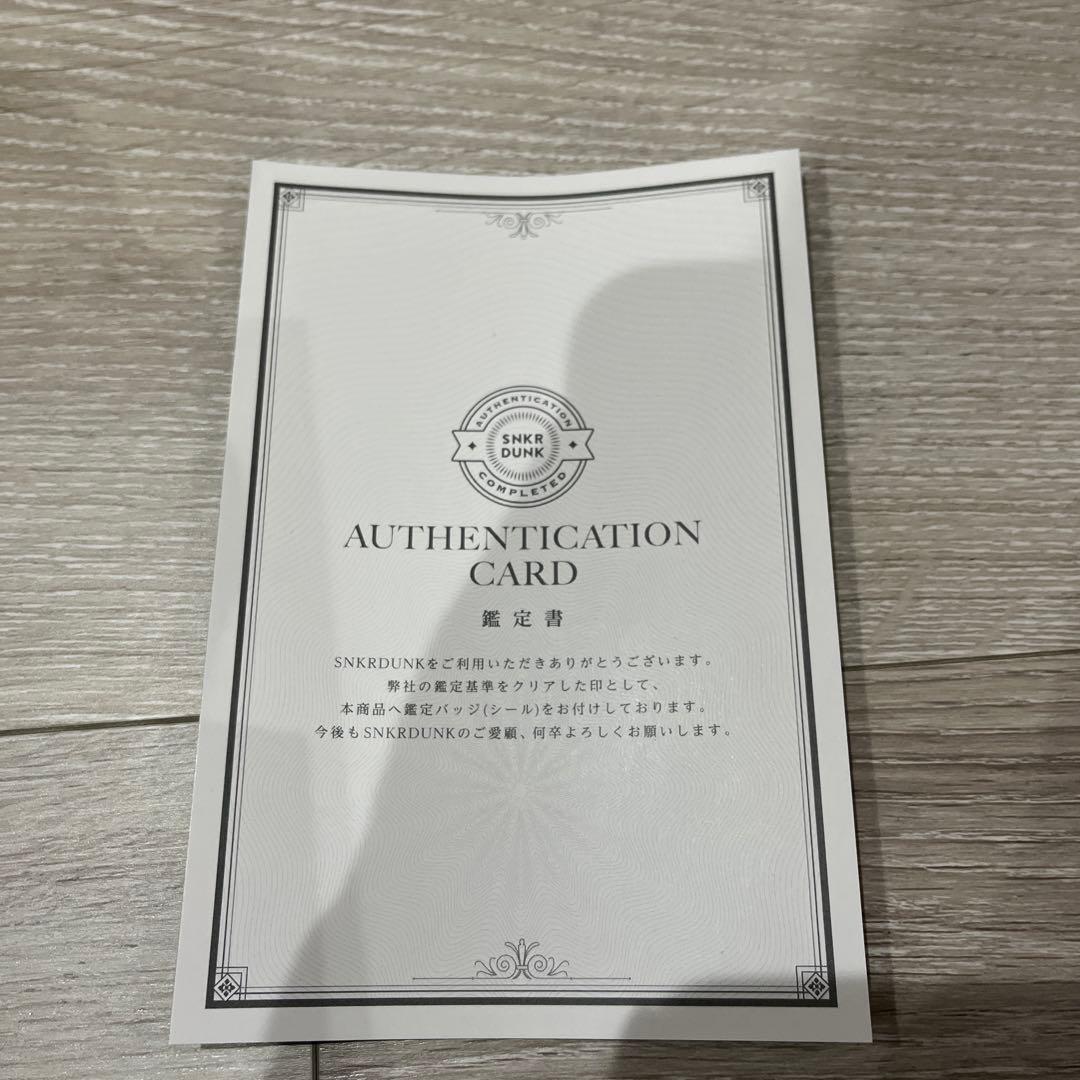 AUTHENTICATION
SNKR
DUNK
COMPLETED
AUTHENTICATION
CARD
鑑定書
SNKRDUNKをご利用いただきありがとうございます。
弊社の鑑定基準をクリアした印として、
本商品へ鑑定バッジ(シール)をお付けしております。
今後もSNKRDUNKのご愛顧、何卒よろしくお願いします。